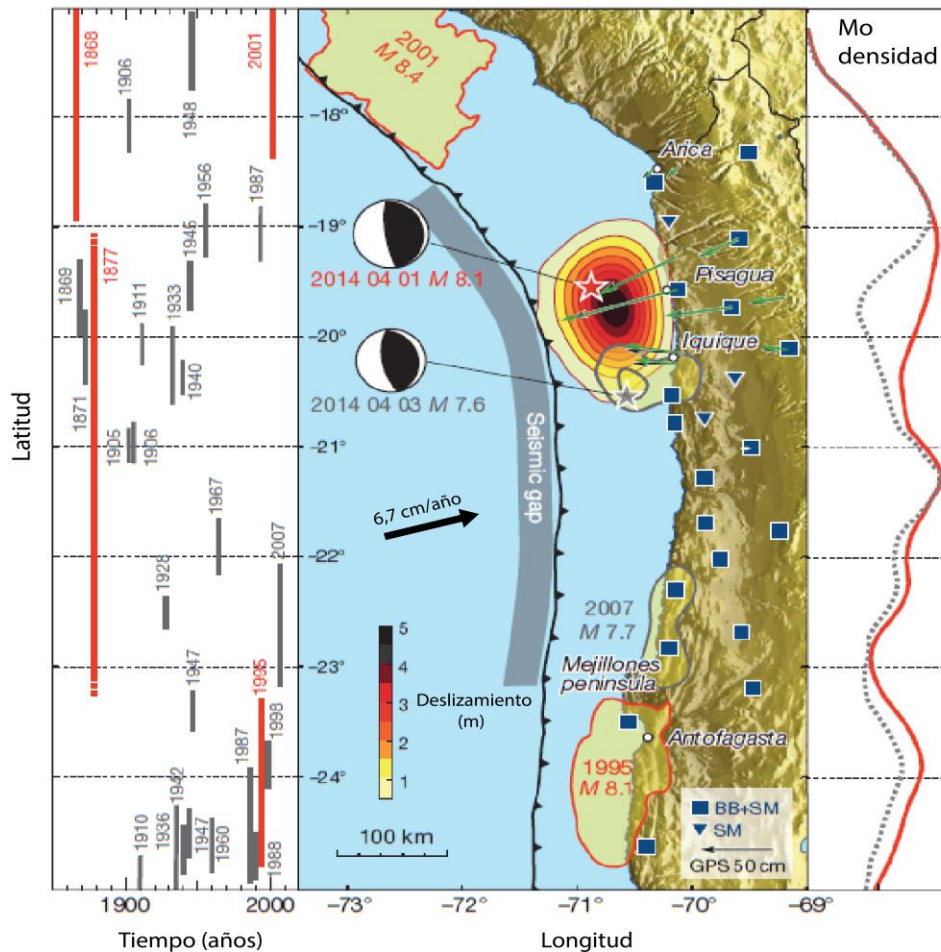 Latitud
1868
1906
1948
2001
1956
1987
1945
1869
1877
1911
1933
1940
1871
1905
1906
1967
2007
1928
1947
1995
1998
1987
1942
1936
1910
1947
1960
1988
1900
2000
Tiempo (años)
-18°
-19°
-20°
-21°
-22°
-23°
-24°
2001
M 8.4
Arica
2014 04 01 M 8.1
Pisagua
Iquique
2014 04 03 M 7.6
Seismic gap
6,7 cm/año
2007
M 7.7
Mejillones
peninsula
5
4
3
2
1
Deslizamiento
(m)
Antofagasta
1995
M 8.1
100 km
BB+SM
SM
GPS 50 cm
-73°
-72°
-71°
-70°
-69°
Longitud
Mo
densidad